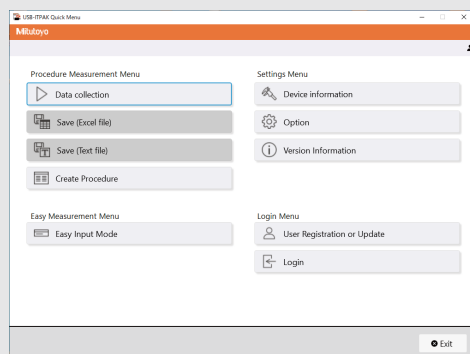 USB-ITPAK Quick Menu
Mitutoyo
Procedure Measurement Menu
Data collection
Save (Excel file)
Save (Text file)
Create Procedure
Easy Measurement Menu
Easy Input Mode
Settings Menu
Device information
Option
Version Information
Login Menu
User Registration or Update
Login
Exit